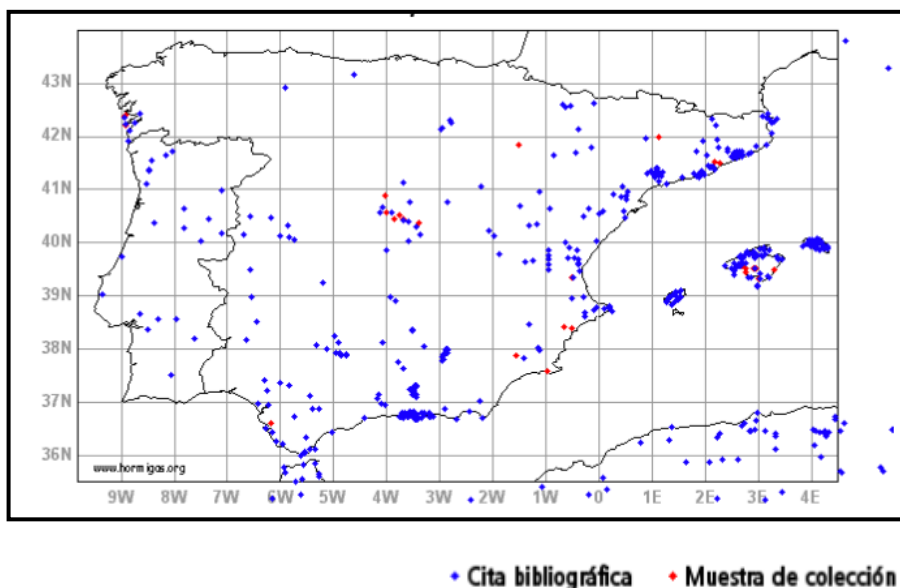 43N
42N
41N
40N
39N
38N
37N
36N
www.hormigas.org
9W 8W 7W 6W 5W 4W 3W 2W 1W 0 1E 2E 3E 4E
Cita bibliográfica Muestra de colección